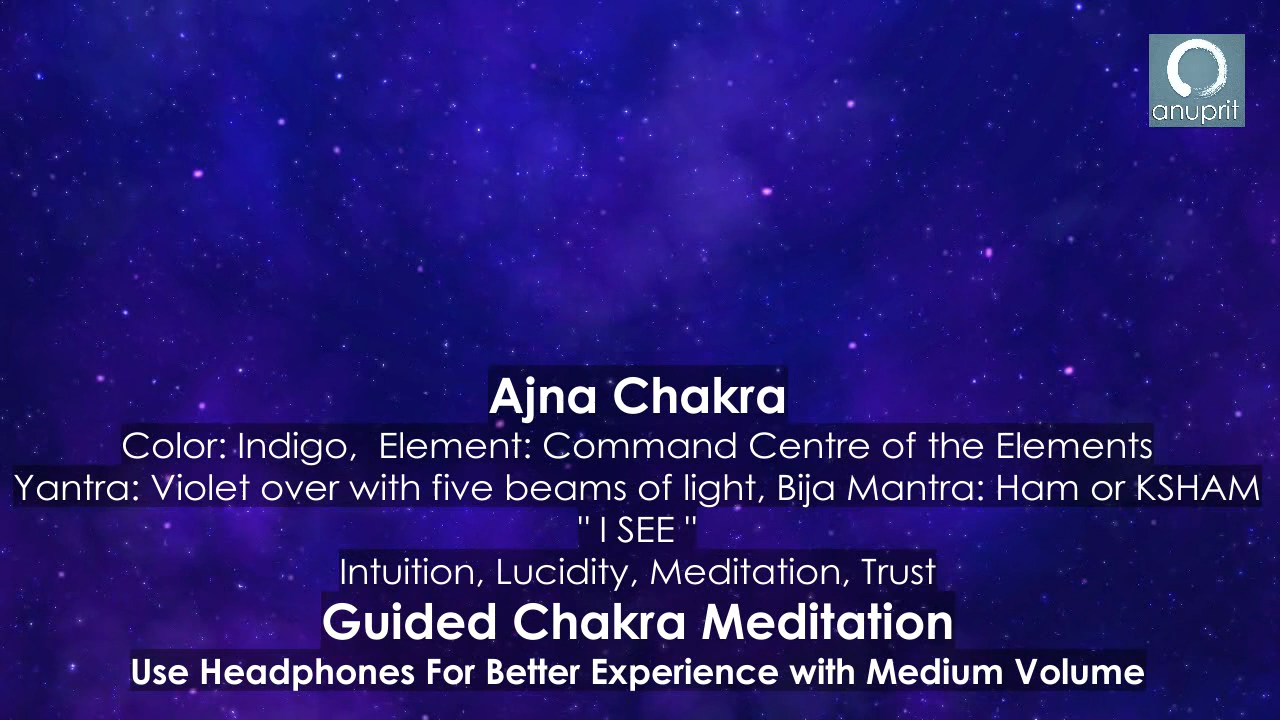 anuprit
Ajna Chakra
Color: Indigo,  Element: Command Centre of the Elements
Yantra: Violet over with five beams of light, Bija Mantra: Ham or KSHAM
" I SEE "
Intuition, Lucidity, Meditation, Trust
Guided Chakra Meditation
Use Headphones For Better Experience with Medium Volume